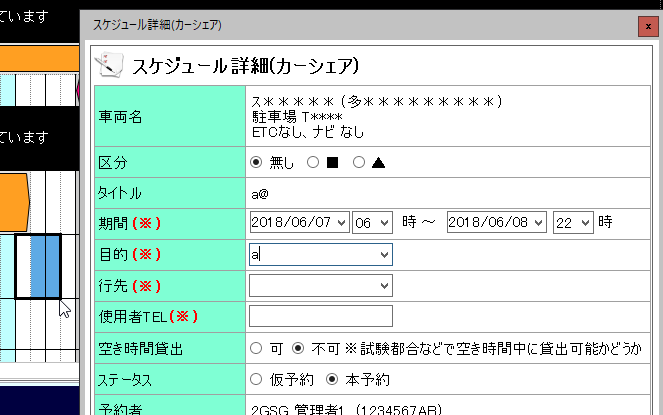 ています
ています
スケジュール詳細(カーシェア)
x
スケジュール詳細(カーシェア)
車両名
ス＊＊＊＊＊ (多＊＊＊＊＊＊＊＊＊)
駐車場 T****
ETCなし、ナビ なし
区分 無し ■ ▲
タイトル a@
期間(※) 2018/06/07 06 時 ～ 2018/06/08 22 時
目的(※) a
行先(※)
使用者TEL(※)
空き時間貸出 可 不可 ※試験都合などで空き時間中に貸出可能かどうか
ステータス 仮予約 本予約
予約者 2GSG 管理者1 (1234567AB)